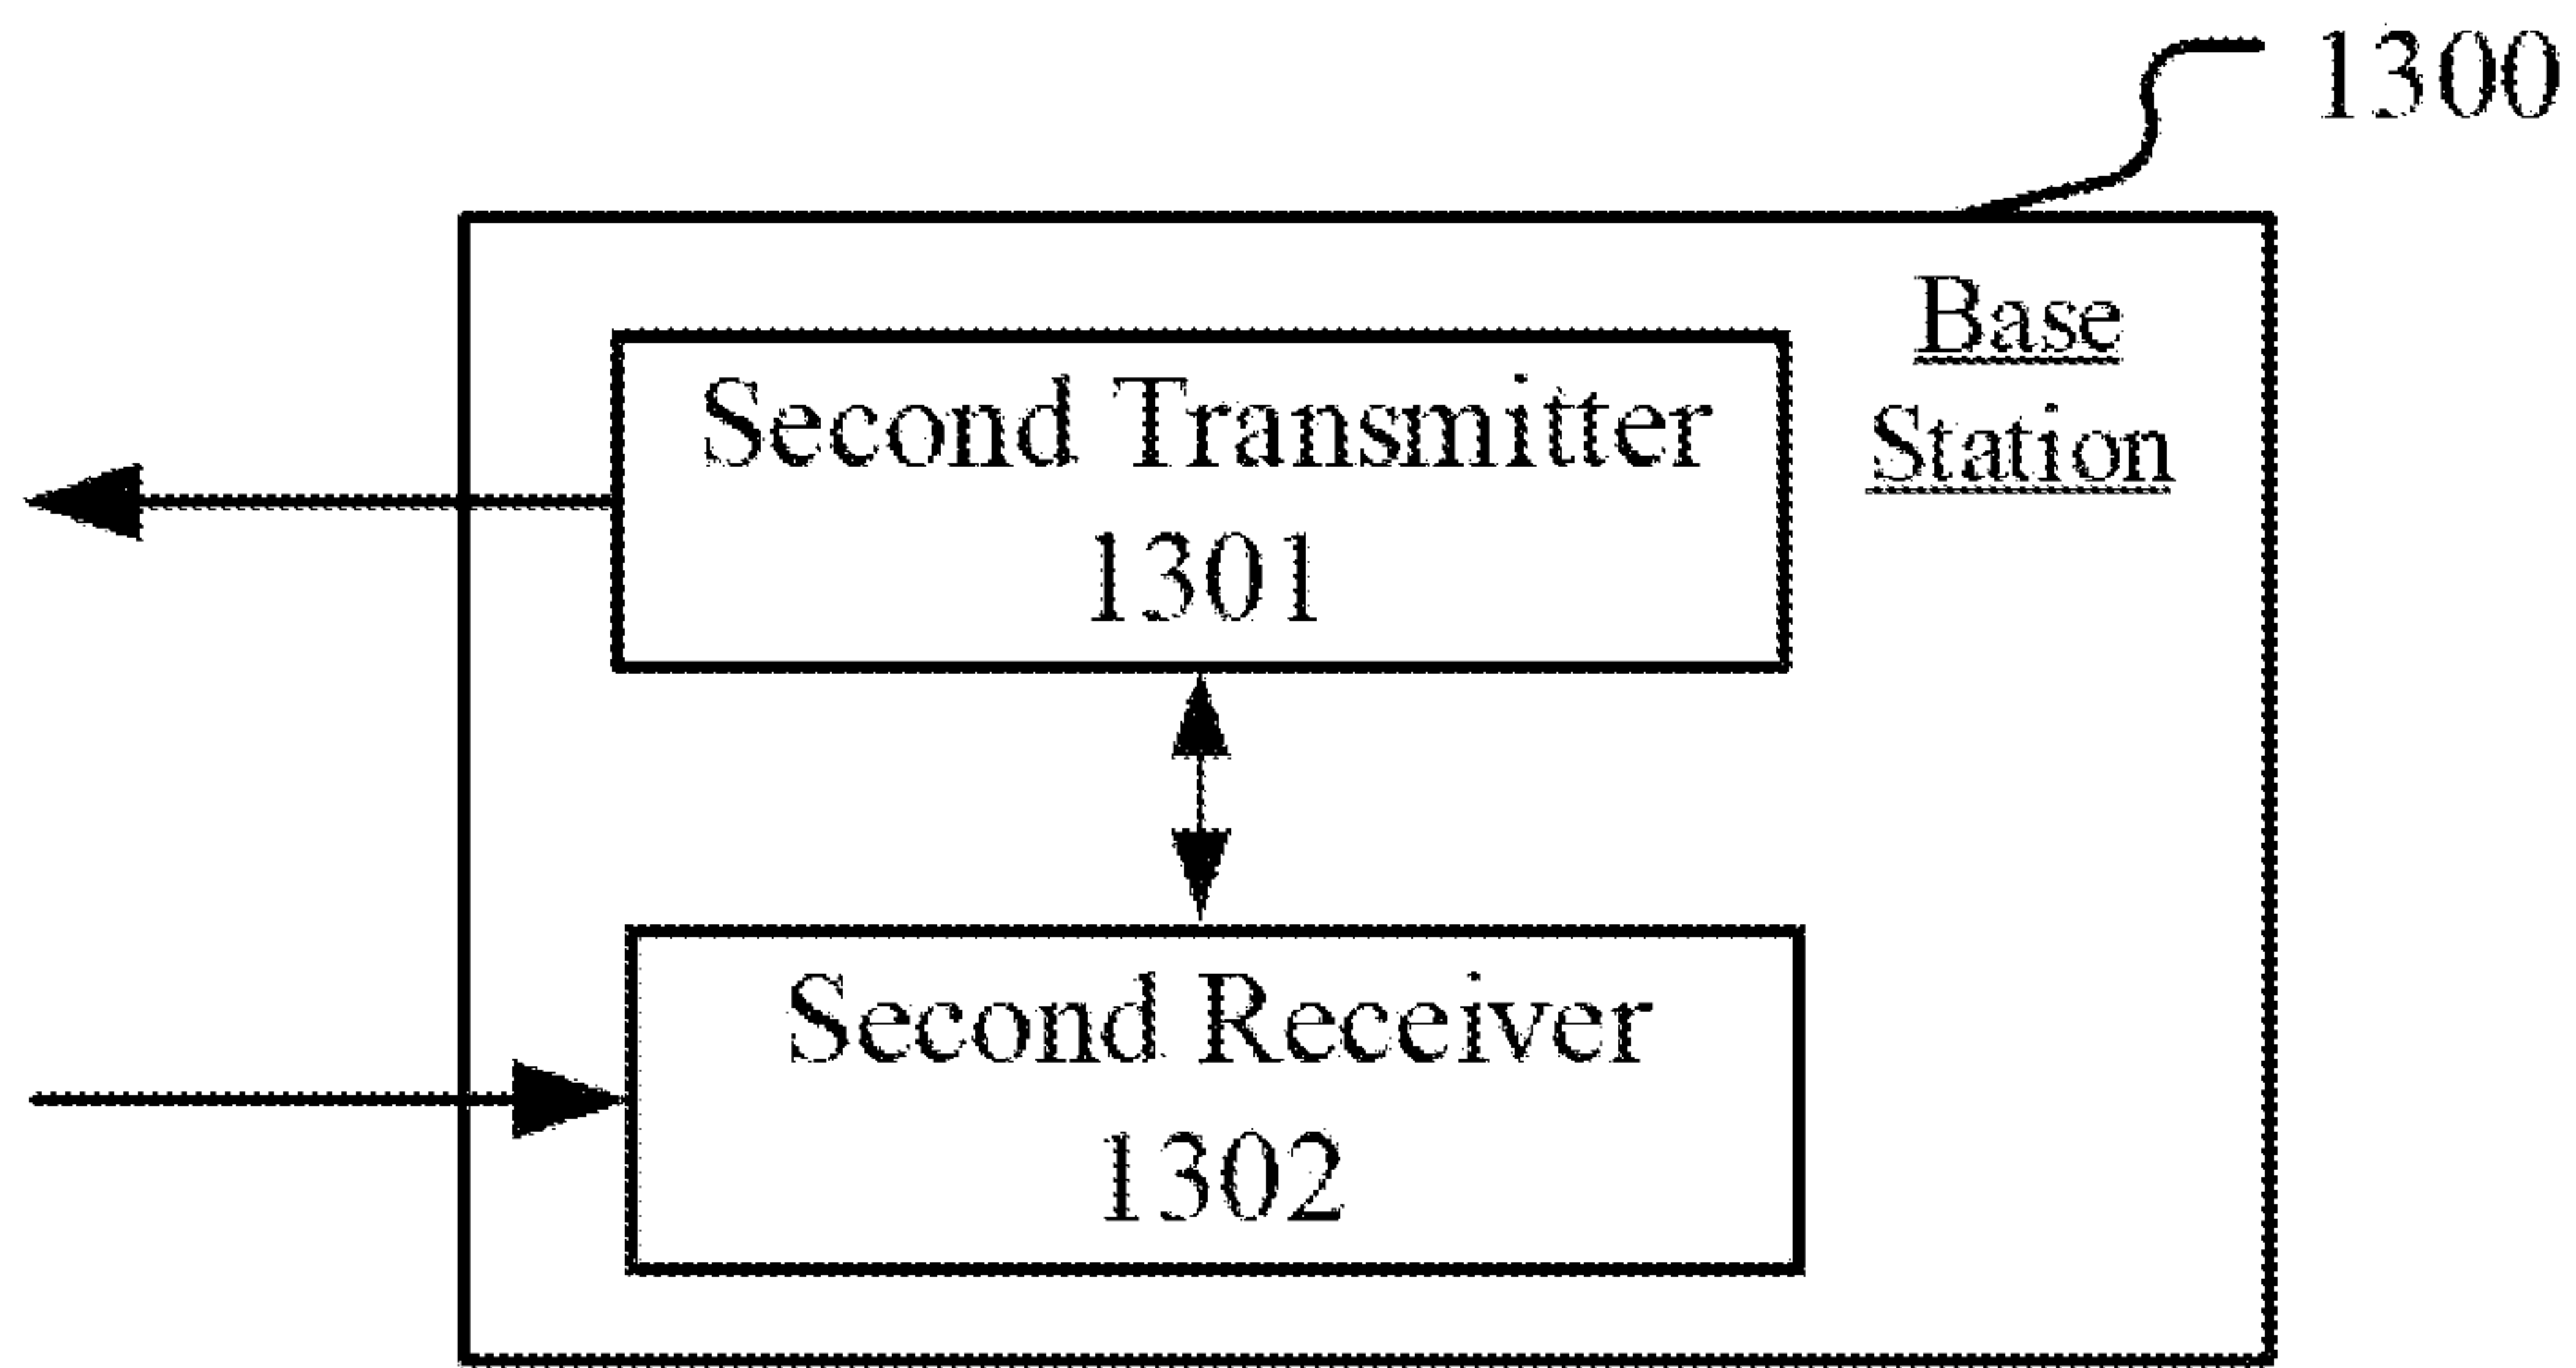 1300
Base
Station
Second Transmitter
1301
Second Receiver
1302